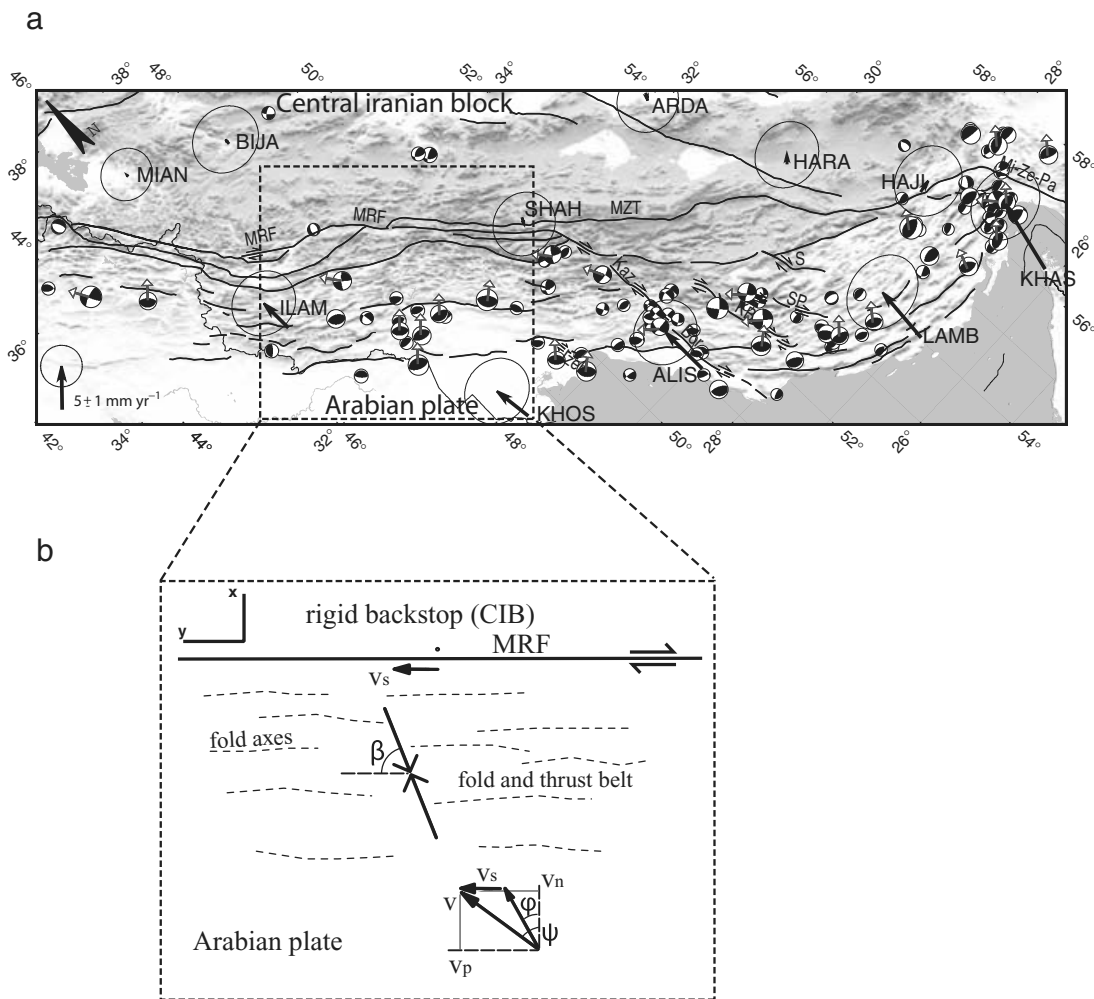 a
46° 38° 48° 50° 52° 34° 54° 32° 56° 30° 58° 28°
Central iranian block
ARDA
N
BIJA
HARA
58°
MIAN
HAJI
Mi-Ze-Pa
38°
SHAH
MRF
MZT
MRF
44°
Kaz
S
26°
KHAS
ILAM
SP
LAMB
56°
36°
ALIS
5±1 mm yr⁻¹
Arabian plate
KHOS
42° 34° 44° 32° 46° 48° 50° 28° 52° 26° 54°
b
x
rigid backstop (CIB)
y
MRF
vs
fold axes
β
fold and thrust belt
vs
vn
v
φ
ψ
Arabian plate
vp